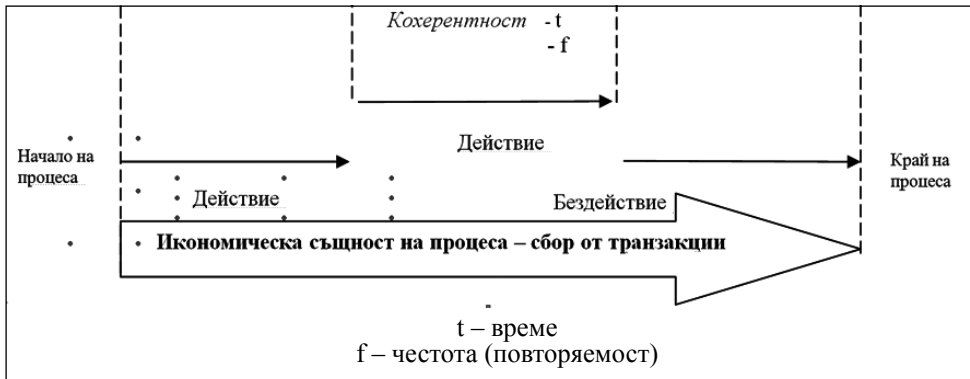 Кохерентност - t
- f
Действие
Начало на
процеса
Край на
процеса
Действие
Бездействие
Икономическа същност на процеса – сбор от транзакции
t – време
f – честота (повторяемост)